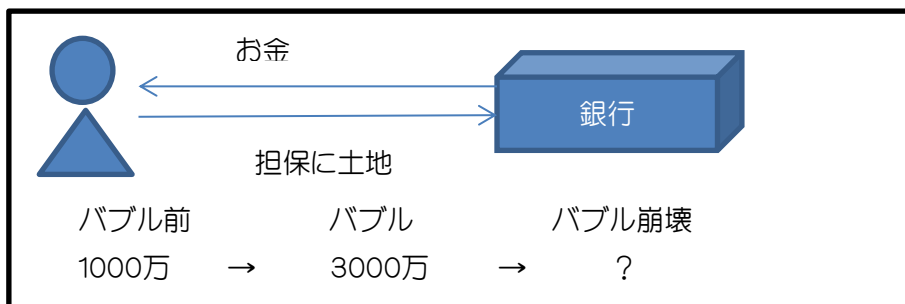 お金
銀行
担保に土地
バブル前 バブル バブル崩壊
1000万 → 3000万 → ?